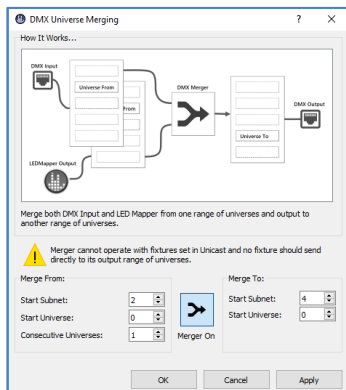 DMX Universe Merging
?
How It Works...
DMX Input
Universe From
From
DMX Merger
DMX Output
Universe To
LEDMapper Output
Merge both DMX Input and LED Mapper from one range of universes and output to
another range of universes.
Merger cannot operate with fixtures set in Unicast and no fixture should send
directly to its output range of universes.
Merge From:
Start Subnet: 2
Start Universe: 0
Consecutive Universes: 1
Merger On
Merge To:
Start Subnet: 4
Start Universe: 0
OK Cancel Apply